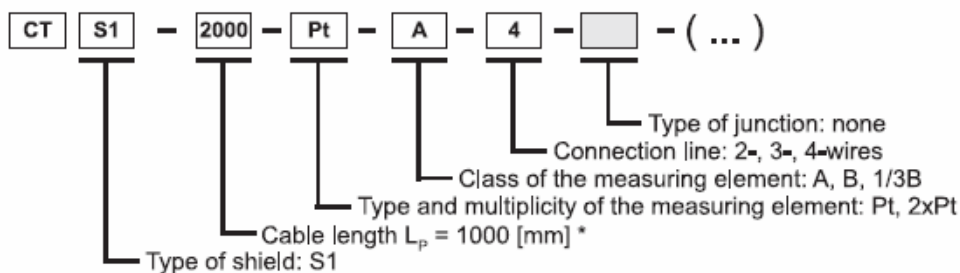 CT S1 - 2000 - Pt - A - 4 - - (...)
Type of junction: none
Connection line: 2-, 3-, 4-wires
Class of the measuring element: A, B, 1/3B
Type and multiplicity of the measuring element: Pt, 2xPt
Cable length LP = 1000 [mm] *
Type of shield: S1